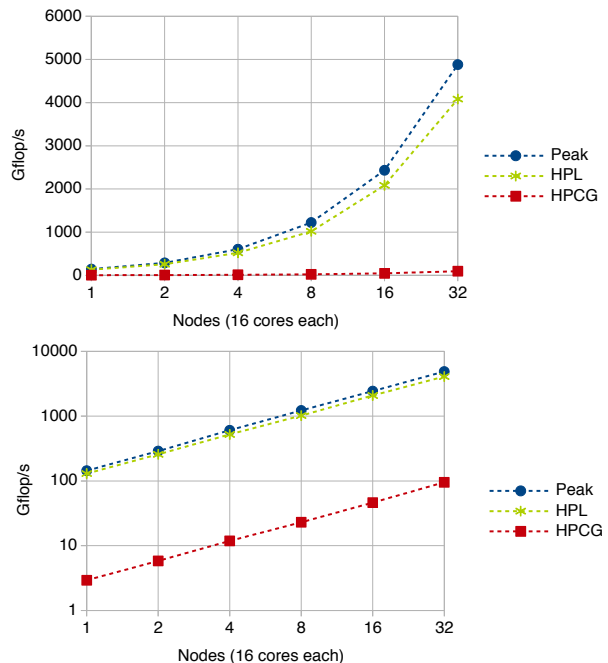 6000
5000
4000
3000
2000
1000
0
Gflop/s
1 2 4 8 16 32
Nodes (16 cores each)
Peak
HPL
HPCG
10000
1000
100
10
1
Gflop/s
1 2 4 8 16 32
Nodes (16 cores each)
Peak
HPL
HPCG